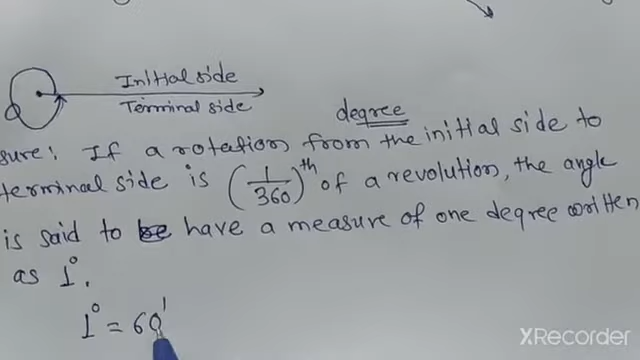 Initial side
Terminal side
degree
sure: If a rotation from the initial side to
terminal side is (1/360)th of a revolution, the angle
is said to be have a measure of one degree written
as 1°.
1° = 60'
XRecorder